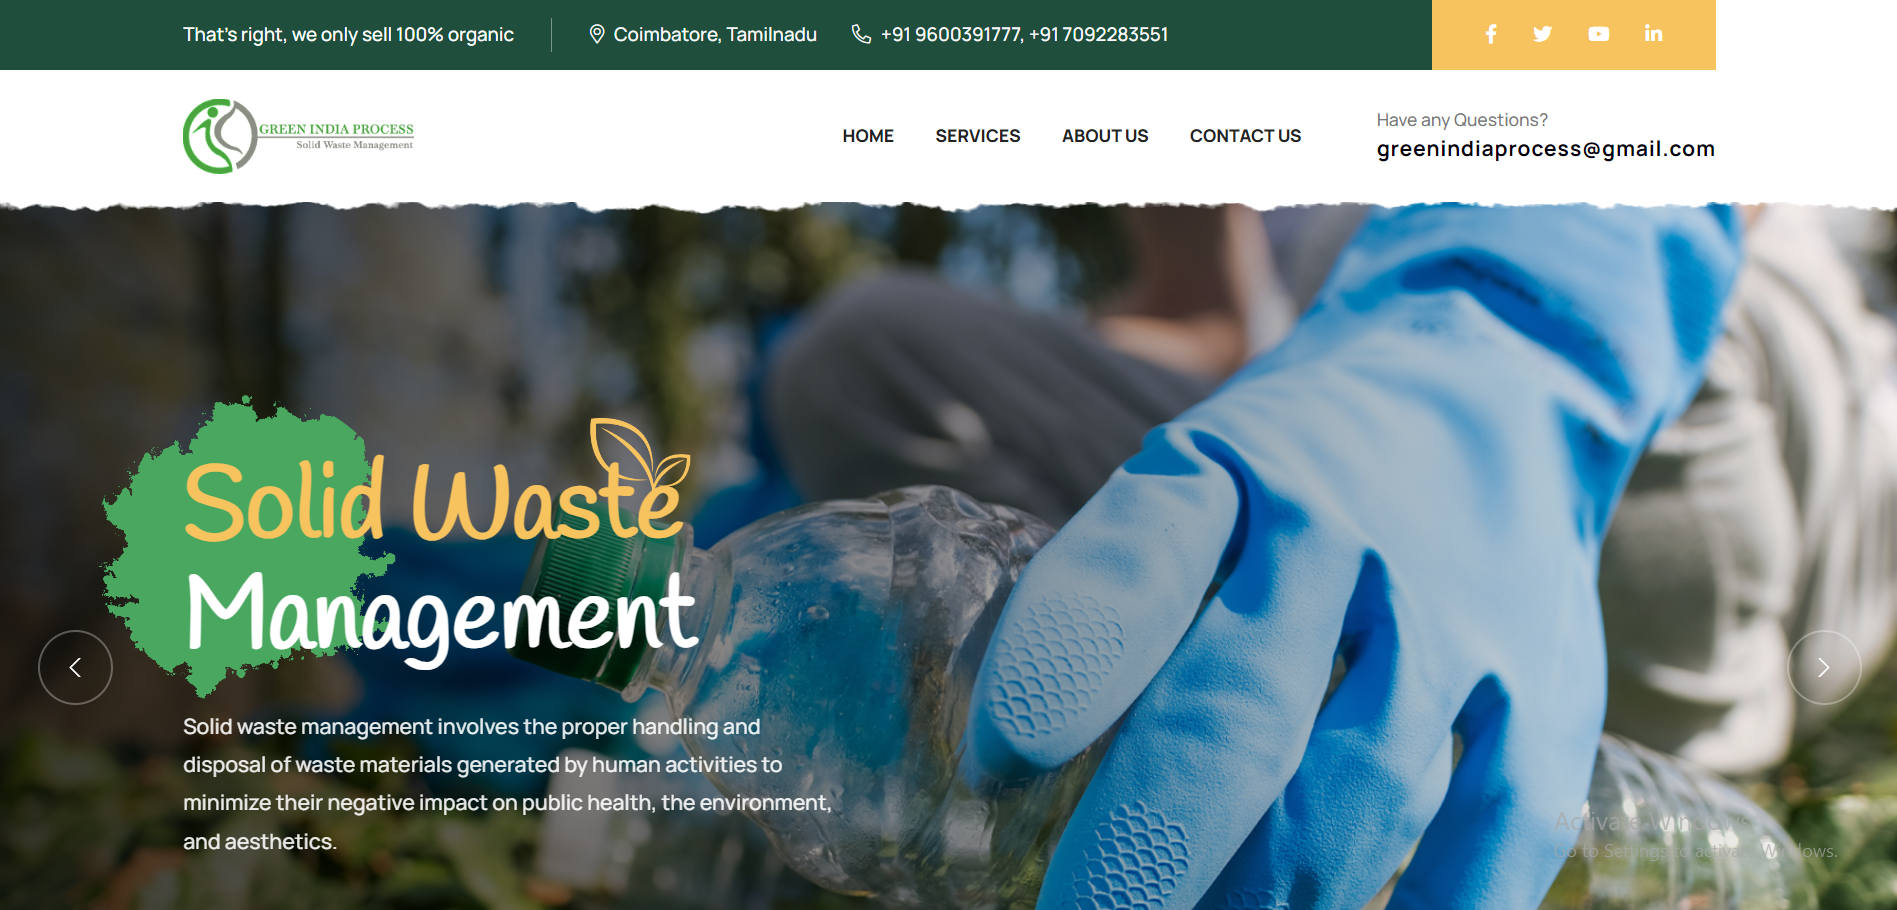 That's right, we only sell 100% organic
Coimbatore, Tamilnadu
+91 9600391777, +91 7092283551
GREEN INDIA PROCESS
Solid Waste Management
HOME
SERVICES
ABOUT US
CONTACT US
Have any Questions?
greenindiaprocess@gmail.com
Solid Waste
Management
Solid waste management involves the proper handling and
disposal of waste materials generated by human activities to
minimize their negative impact on public health, the environment,
and aesthetics.
Activate Windows
Go to Settings to activate Windows.